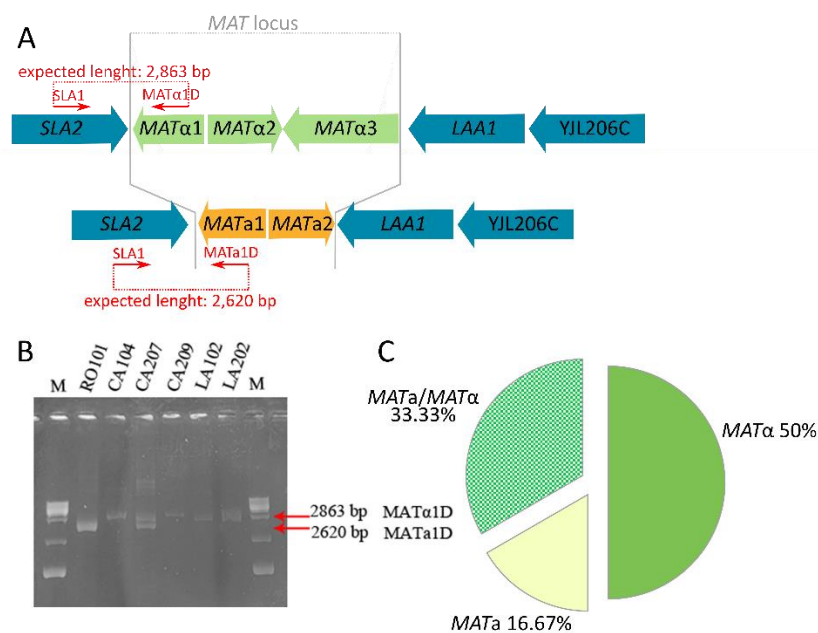 A
MAT locus
expected lenght: 2,863 bp
SLA1 MATα1D
SLA2 MATα1 MATα2 MATα3 LAA1 YJL206C
SLA2 MATa1 MATa2 LAA1 YJL206C
SLA1 MATa1D
expected lenght: 2,620 bp
B
M RO101 CA104 CA207 CA209 LA102 LA202 M
2863 bp MATα1D
2620 bp MATa1D
C
MATa/MATα
33.33%
MATα 50%
MATa 16.67%